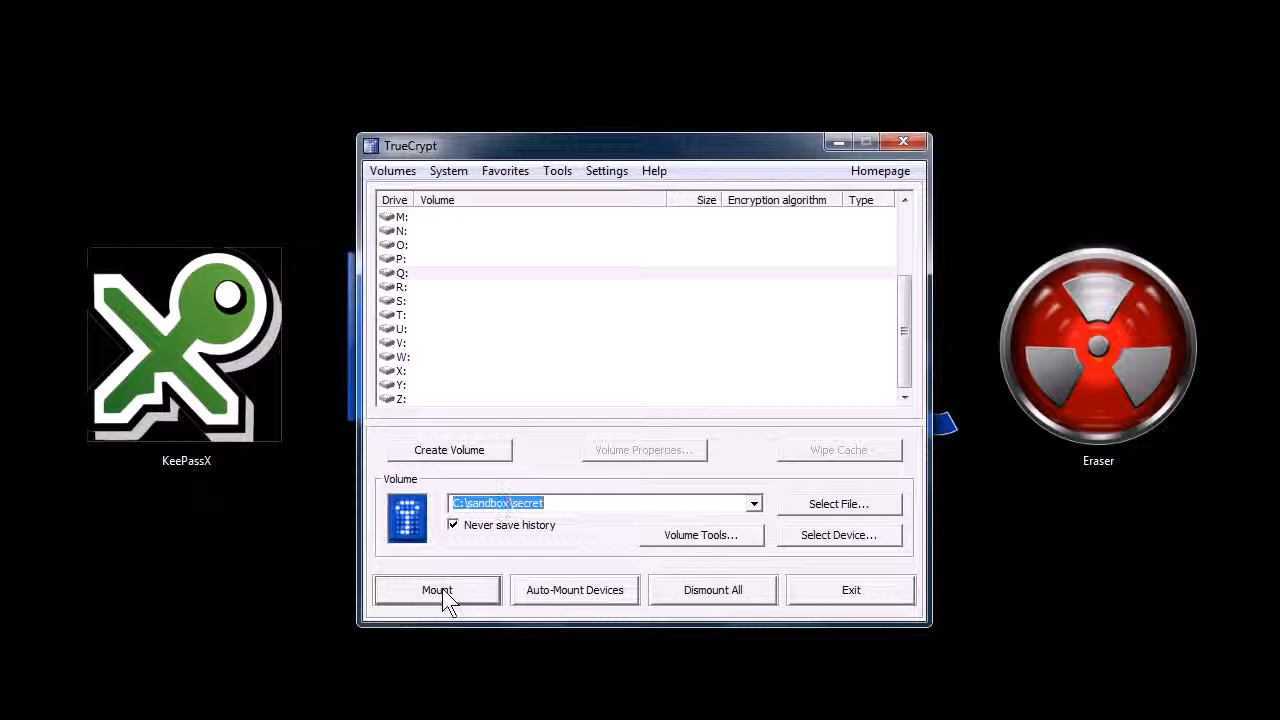 TrueCrypt
Volumes System Favorites Tools Settings Help Homepage
Drive Volume Size Encryption algorithm Type
M:
N:
O:
P:
Q:
R:
S:
T:
U:
V:
W:
X:
Y:
Z:
Create Volume Volume Properties... Wipe Cache
Volume
C:\sandbox\secret Select File...
Never save history Volume Tools... Select Device...
Mount Auto-Mount Devices Dismount All Exit
KeePassX
Eraser